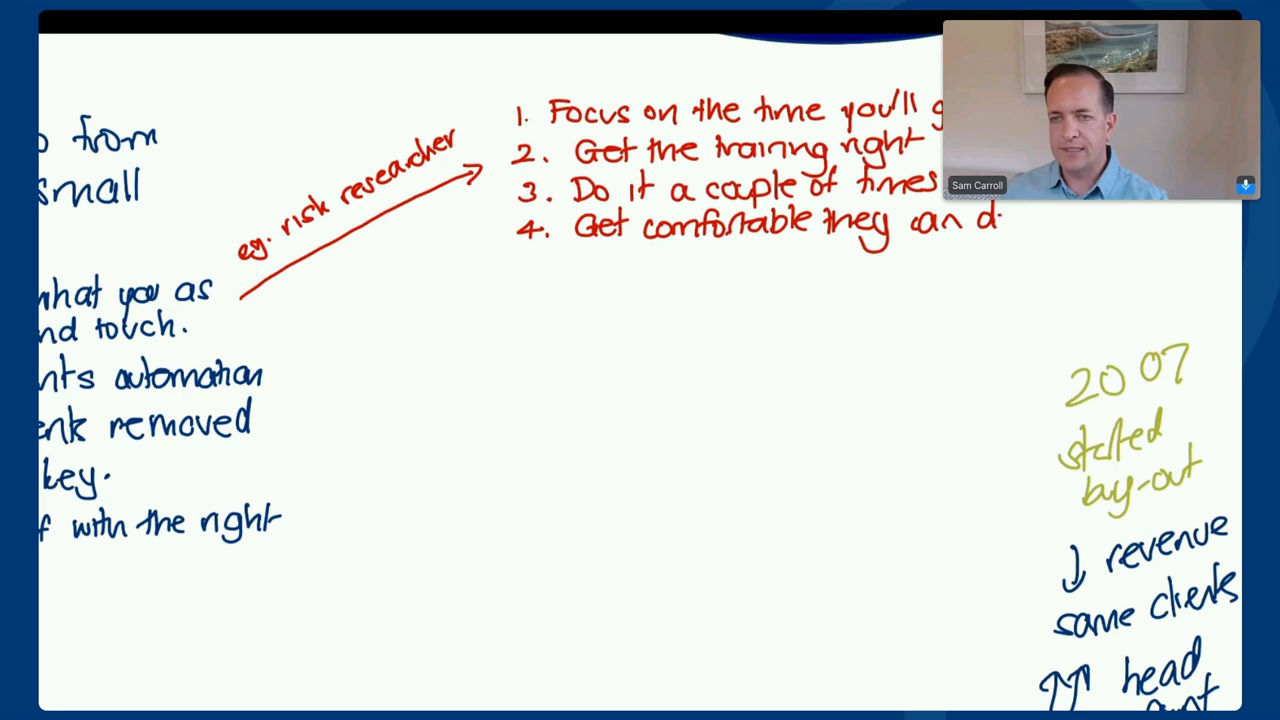 from
small
what you as
nd touch.
nts automation
removed
key.
f with the right
eg. risk researcher
1. Focus on the time you'll g
2. Get the training right
3. Do it a couple of times
4. Get comfortable they can d
Sam Carroll
2007
started
buy-out
↓ revenue
same clients
↑↑ head